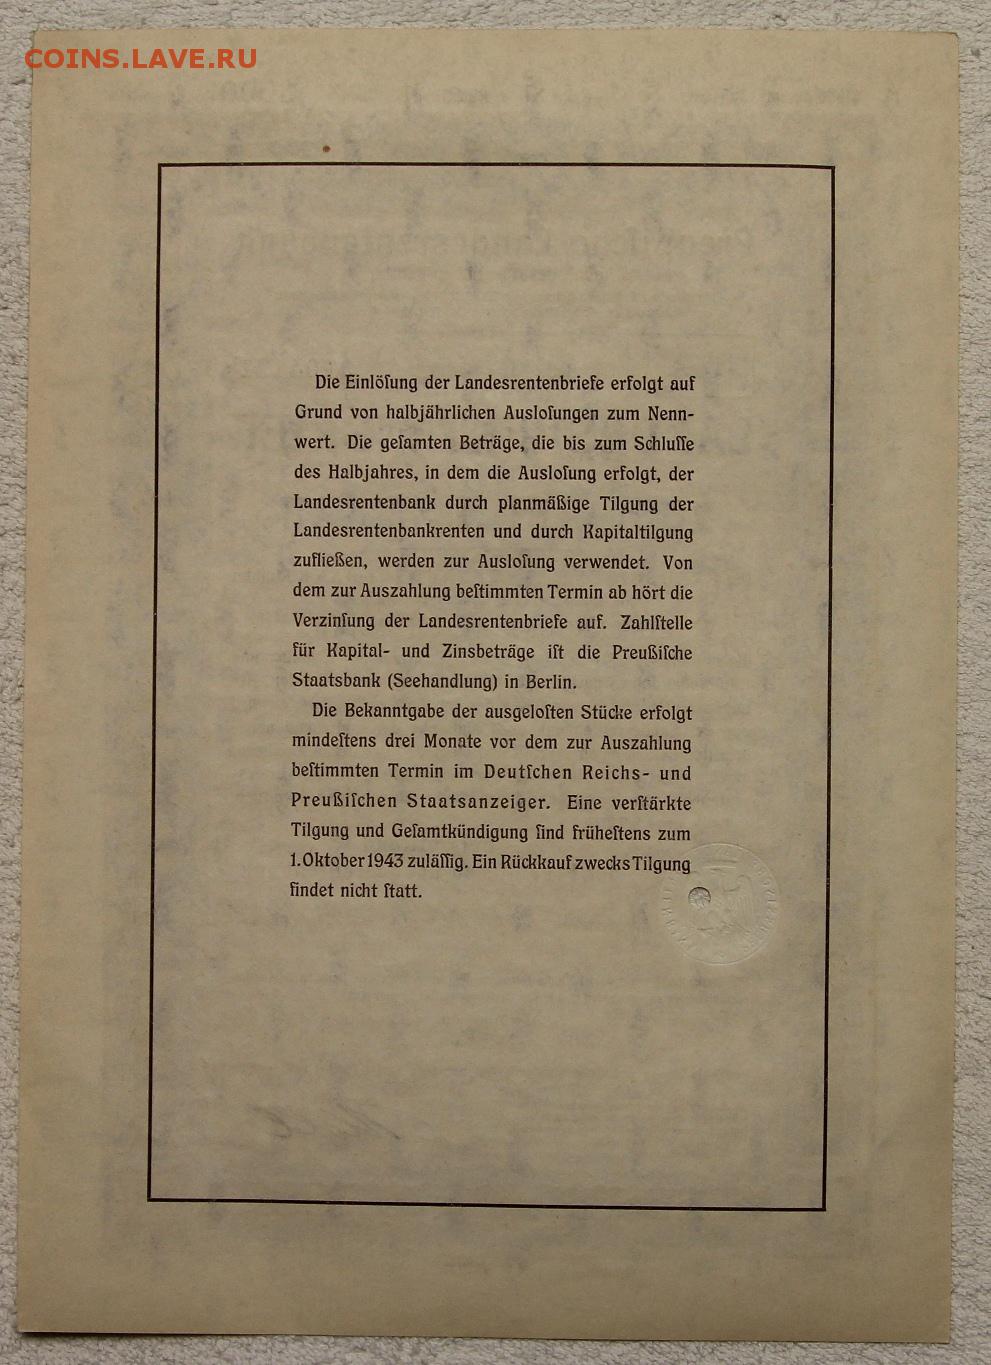 COINS.LAVE.RU
Die Einlöſung der Landesrentenbriefe erfolgt auf
Grund von halbjährlichen Ausloſungen zum Nenn-
wert. Die geſamten Beträge, die bis zum Schluſſe
des Halbjahres, in dem die Ausloſung erfolgt, der
Landesrentenbank durch planmäßige Tilgung der
Landesrentenbankrenten und durch Kapitaltilgung
zufließen, werden zur Ausloſung verwendet. Von
dem zur Auszahlung beſtimmten Termin ab hört die
Verzinſung der Landesrentenbriefe auf. Zahlſtelle
für Kapital- und Zinsbeträge iſt die Preußiſche
Staatsbank (Seehandlung) in Berlin.
Die Bekanntgabe der ausgeloſten Stücke erfolgt
mindeſtens drei Monate vor dem zur Auszahlung
beſtimmten Termin im Deutſchen Reichs- und
Preußiſchen Staatsanzeiger. Eine verſtärkte
Tilgung und Geſamtkündigung ſind früheſtens zum
1. Oktober 1943 zuläſſig. Ein Rückkauf zwecks Tilgung
findet nicht ſtatt.